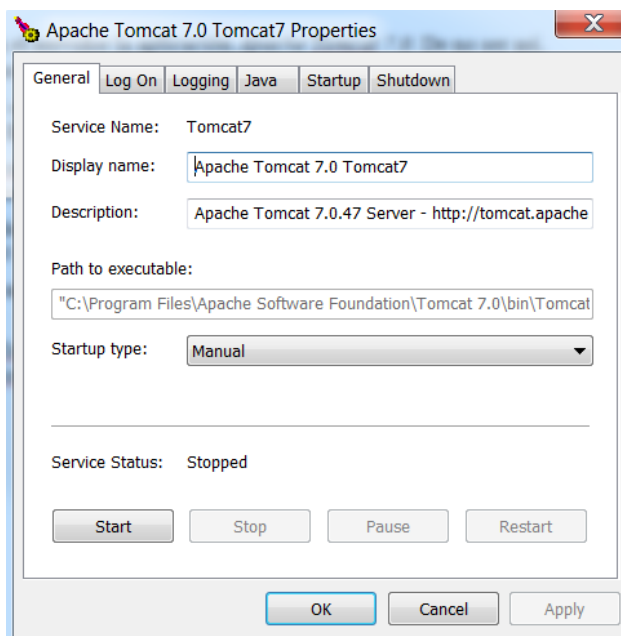 Apache Tomcat 7.0 Tomcat7 Properties
General Log On Logging Java Startup Shutdown
Service Name: Tomcat7
Display name: Apache Tomcat 7.0 Tomcat7
Description: Apache Tomcat 7.0.47 Server - http://tomcat.apache
Path to executable:
"C:\Program Files\Apache Software Foundation\Tomcat 7.0\bin\Tomcat
Startup type: Manual
Service Status: Stopped
Start Stop Pause Restart
OK Cancel Apply